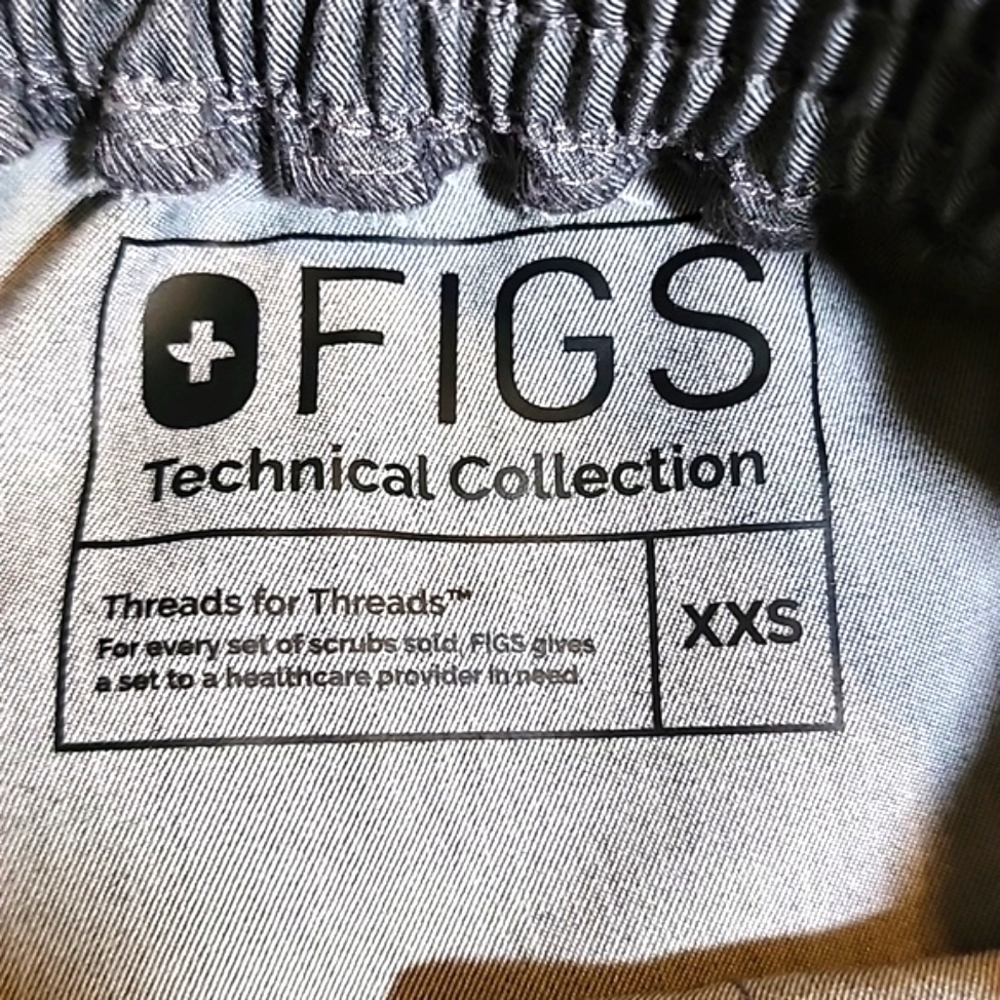 FIGS
Technical Collection
Threads for Threads™
For every set of scrubs sold, FIGS gives
a set to a healthcare provider in need.
XXS